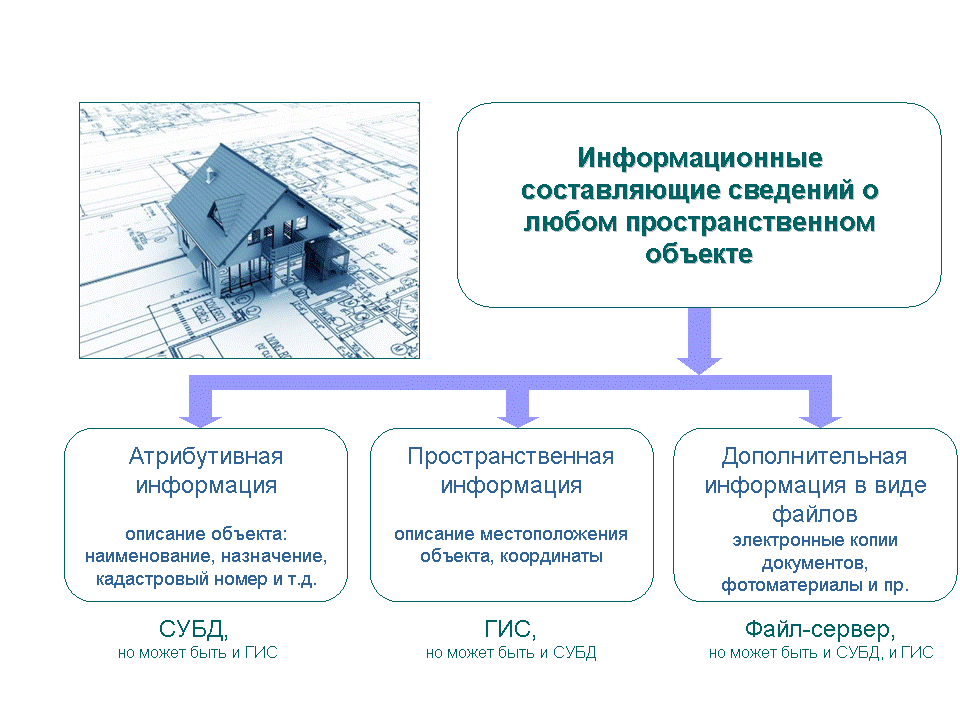 Информационные
составляющие сведений о
любом пространственном
объекте
Атрибутивная
информация
описание объекта:
наименование, назначение,
кадастровый номер и т.д.
Пространственная
информация
описание местоположения
объекта, координаты
Дополнительная
информация в виде
файлов
электронные копии
документов,
фотоматериалы и пр.
СУБД,
но может быть и ГИС
ГИС,
но может быть и СУБД
Файл-сервер,
но может быть и СУБД, и ГИС